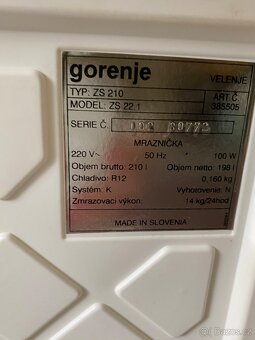 gorenje
VELENJE
TYP: ZS 210
ART.Č.
MODEL: ZS 22.1
385505
SERIE Č.
MRAZNIČKA
220 V~ 50 Hz 100 W
Objem brutto: 210 l Objem netto: 198 l
Chladivo: R12 0,160 kg
Systém: K Vyhotovenie: N
Zmrazovací výkon: 14 kg/24hod
MADE IN SLOVENIA